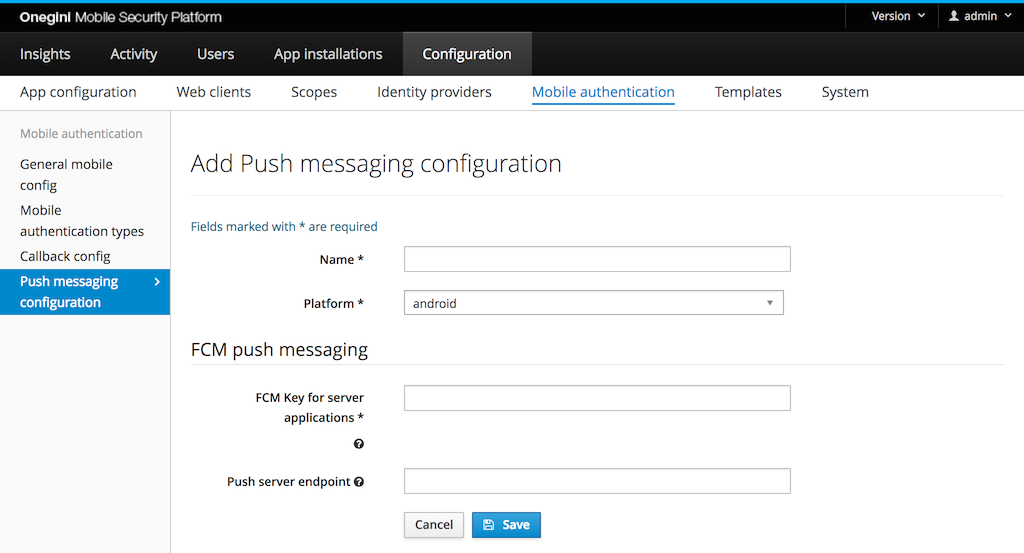 Onegini Mobile Security Platform
Version
admin
Insights
Activity
Users
App installations
Configuration
App configuration
Web clients
Scopes
Identity providers
Mobile authentication
Templates
System
Mobile authentication
General mobile
config
Mobile
authentication types
Callback config
Push messaging
configuration
Add Push messaging configuration
Fields marked with * are required
Name *
Platform *
android
FCM push messaging
FCM Key for server
applications *
Push server endpoint
Cancel
Save